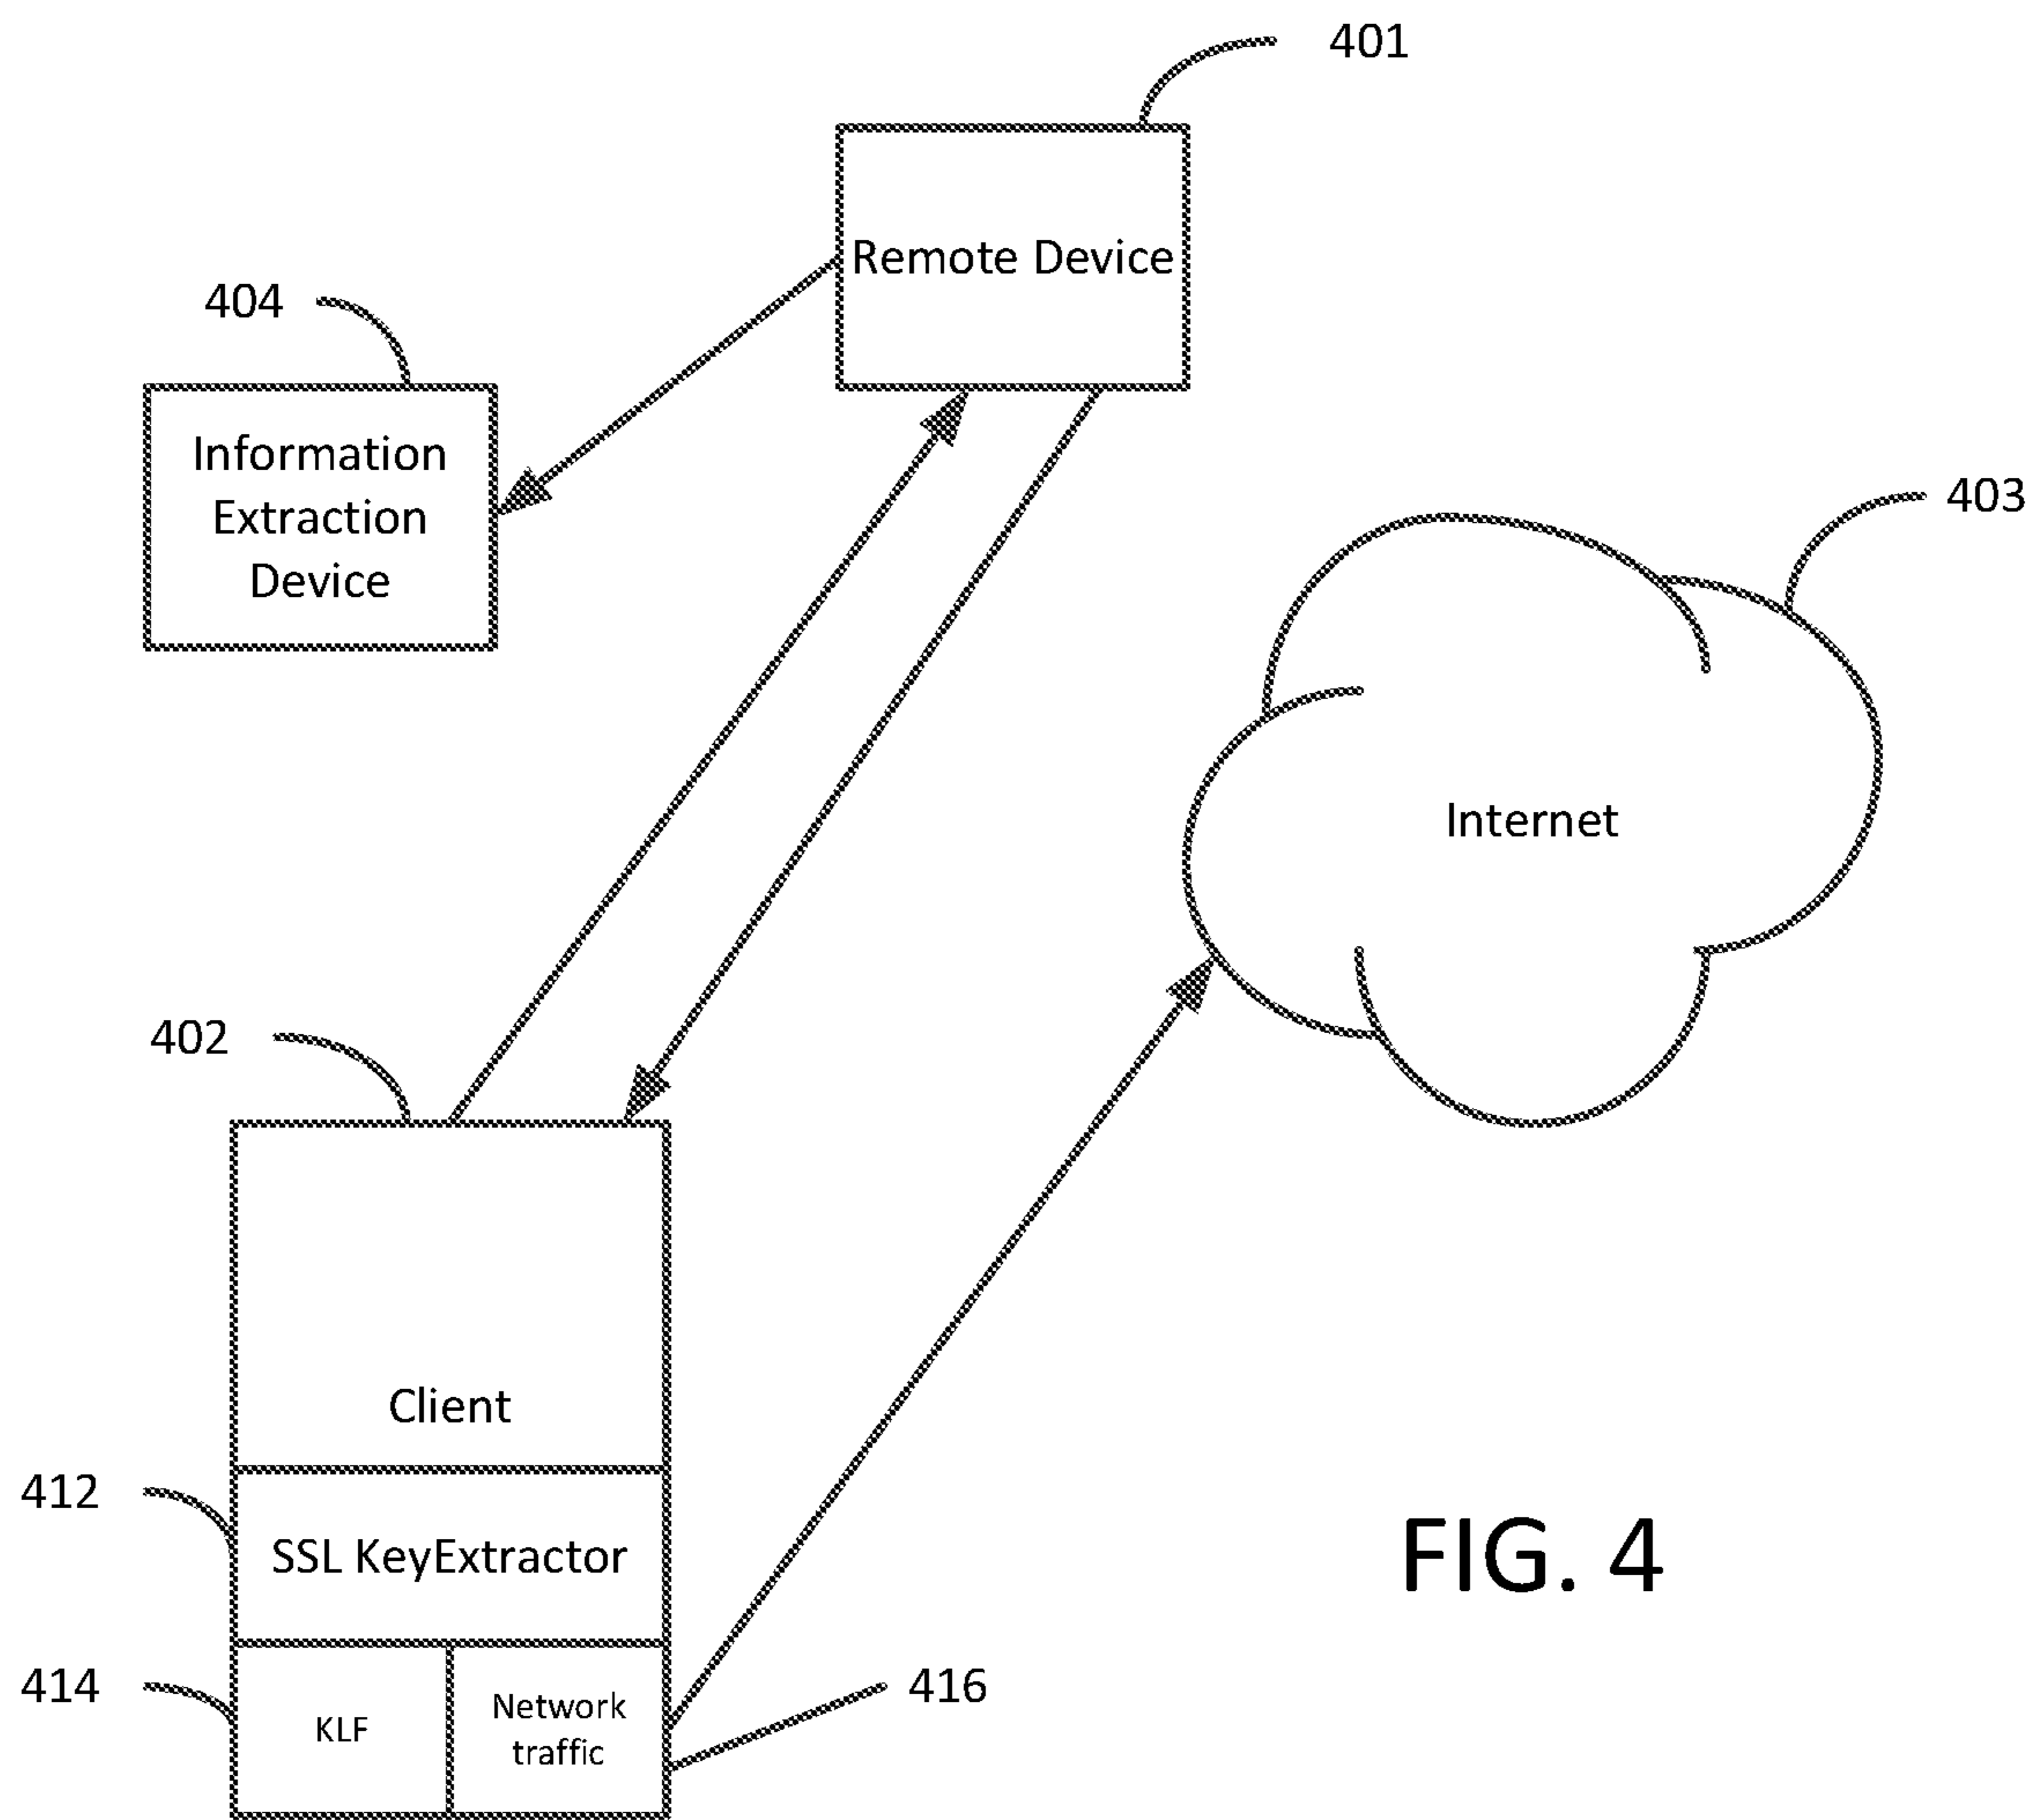 401
Remote Device
404
Information
Extraction
Device
403
Internet
402
Client
412
SSL KeyExtractor
FIG. 4
414
KLF
Network
traffic
416